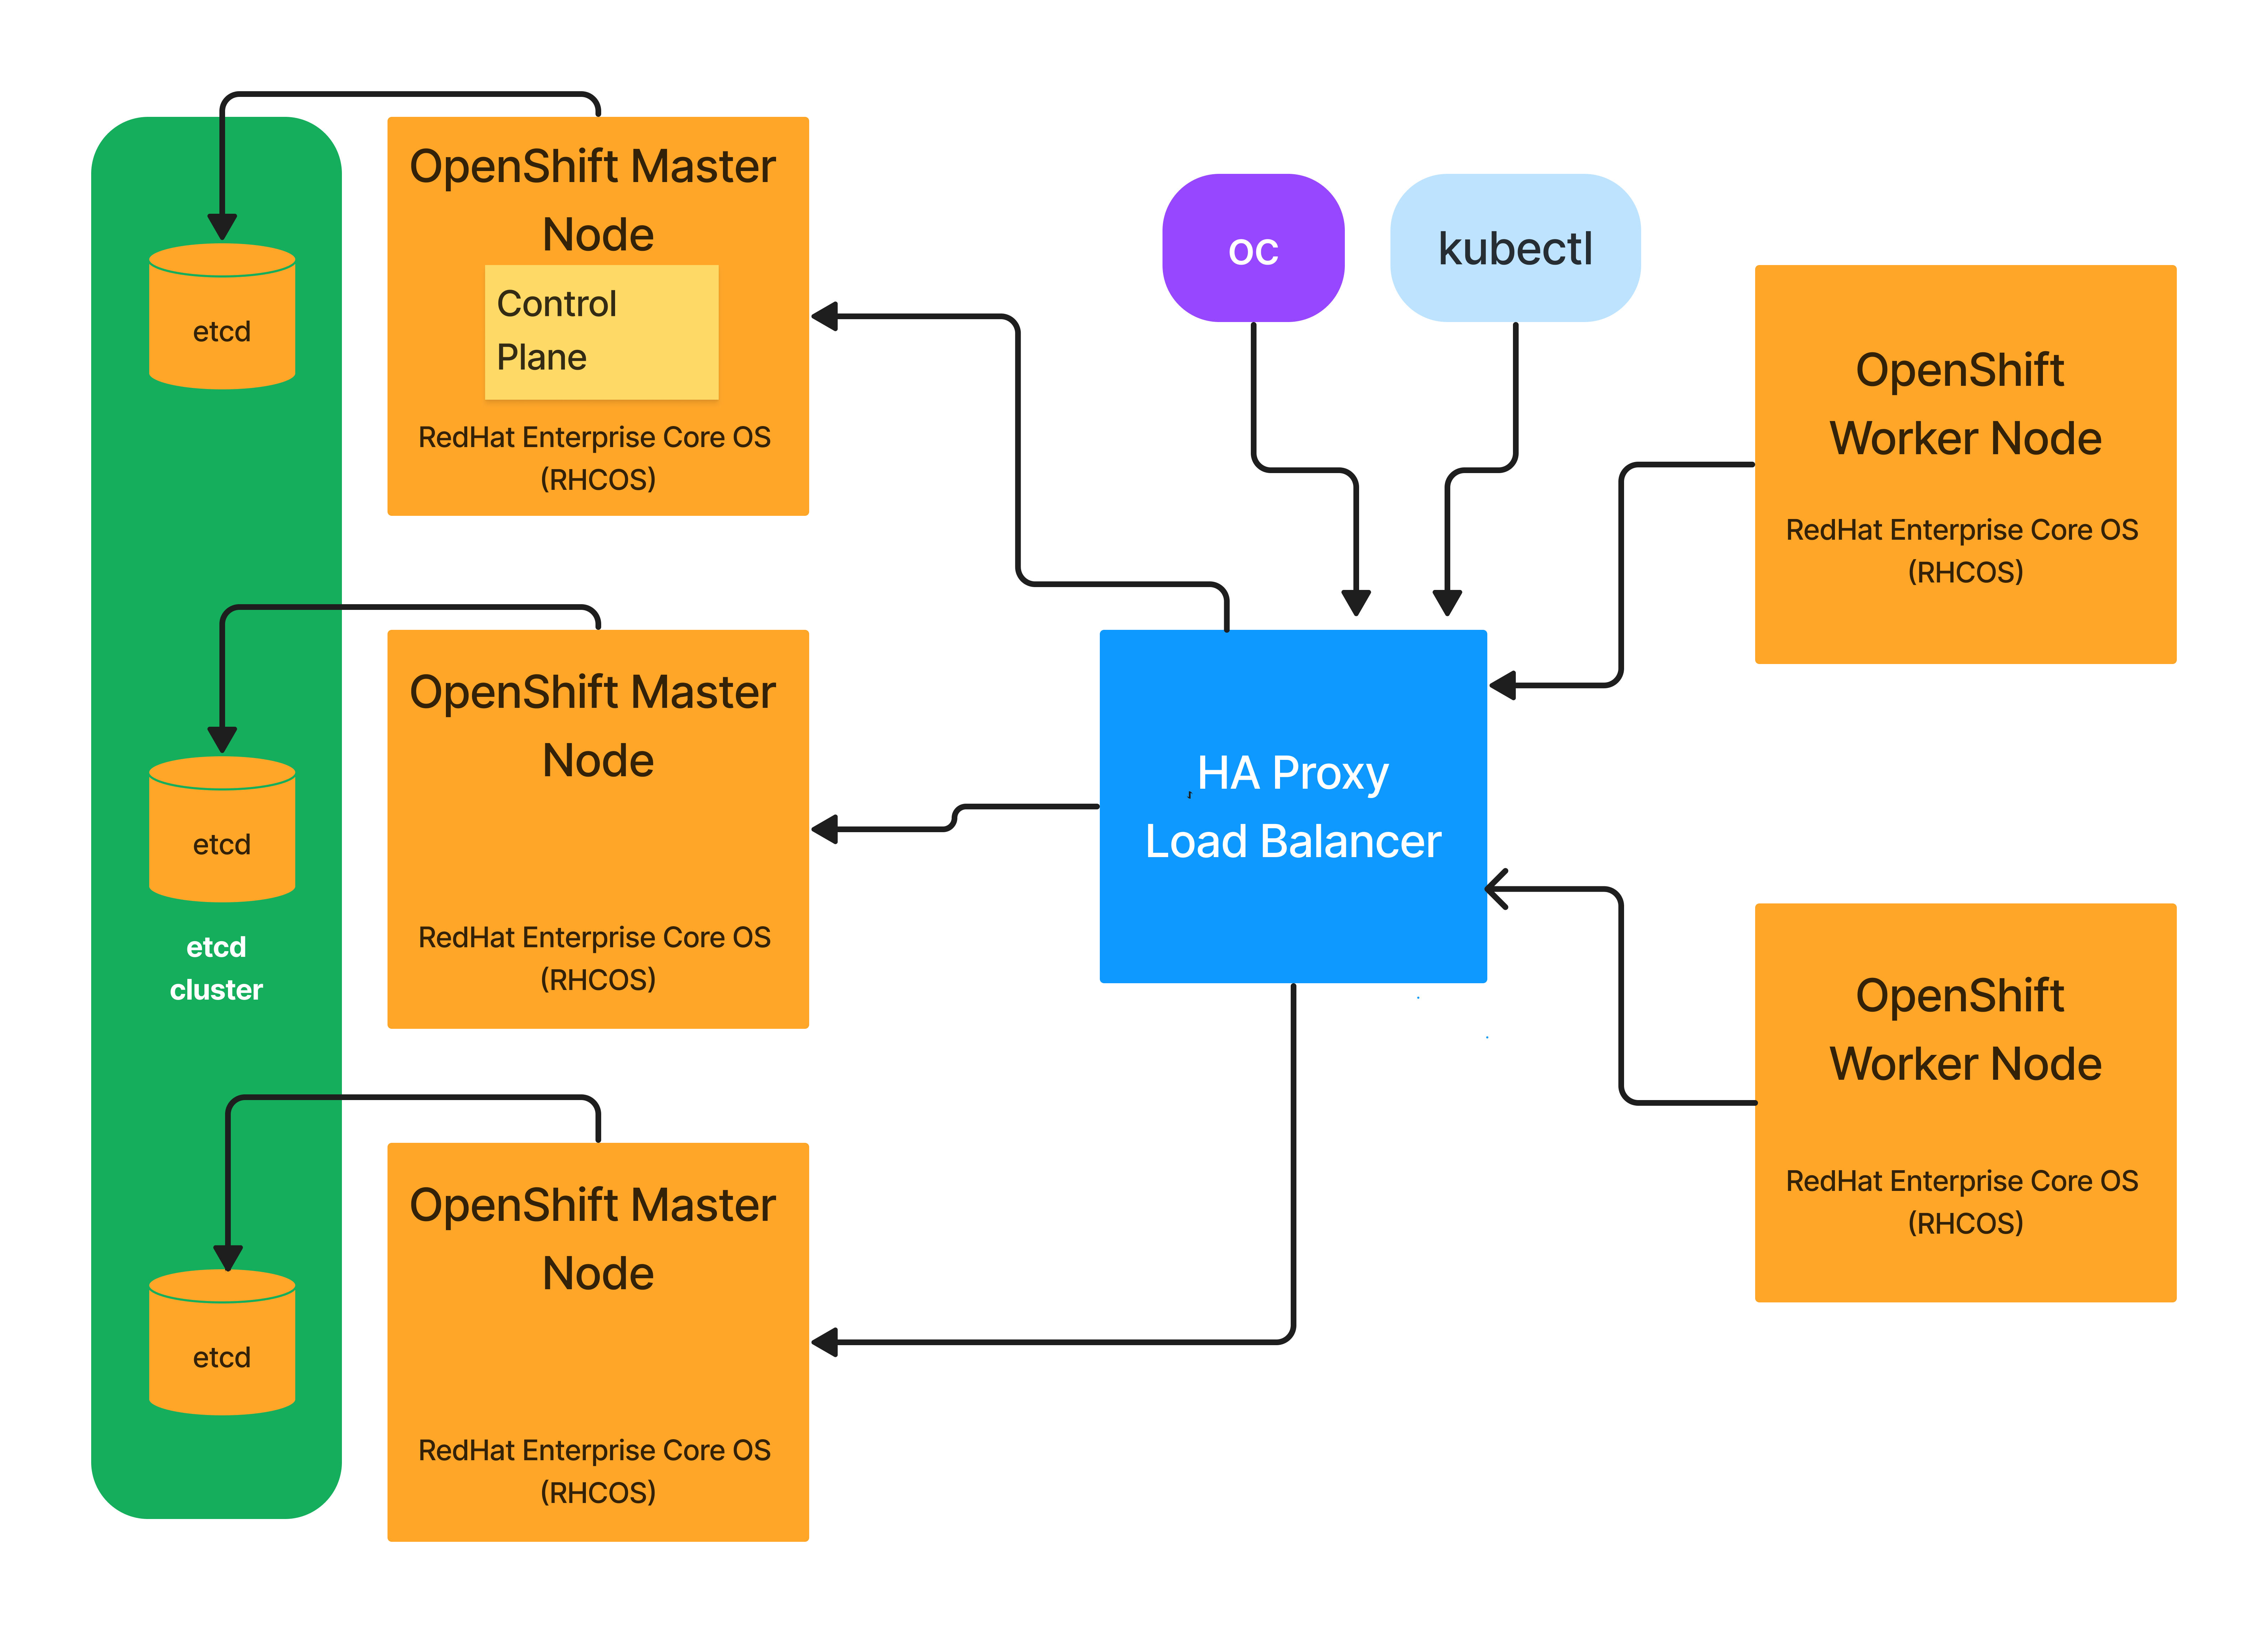 OpenShift Master
Node
Control
Plane
RedHat Enterprise Core OS
(RHCOS)
etcd
oc
kubectl
OpenShift
Worker Node
RedHat Enterprise Core OS
(RHCOS)
OpenShift Master
Node
RedHat Enterprise Core OS
(RHCOS)
etcd
etcd
cluster
HA Proxy
Load Balancer
OpenShift
Worker Node
RedHat Enterprise Core OS
(RHCOS)
OpenShift Master
Node
RedHat Enterprise Core OS
(RHCOS)
etcd